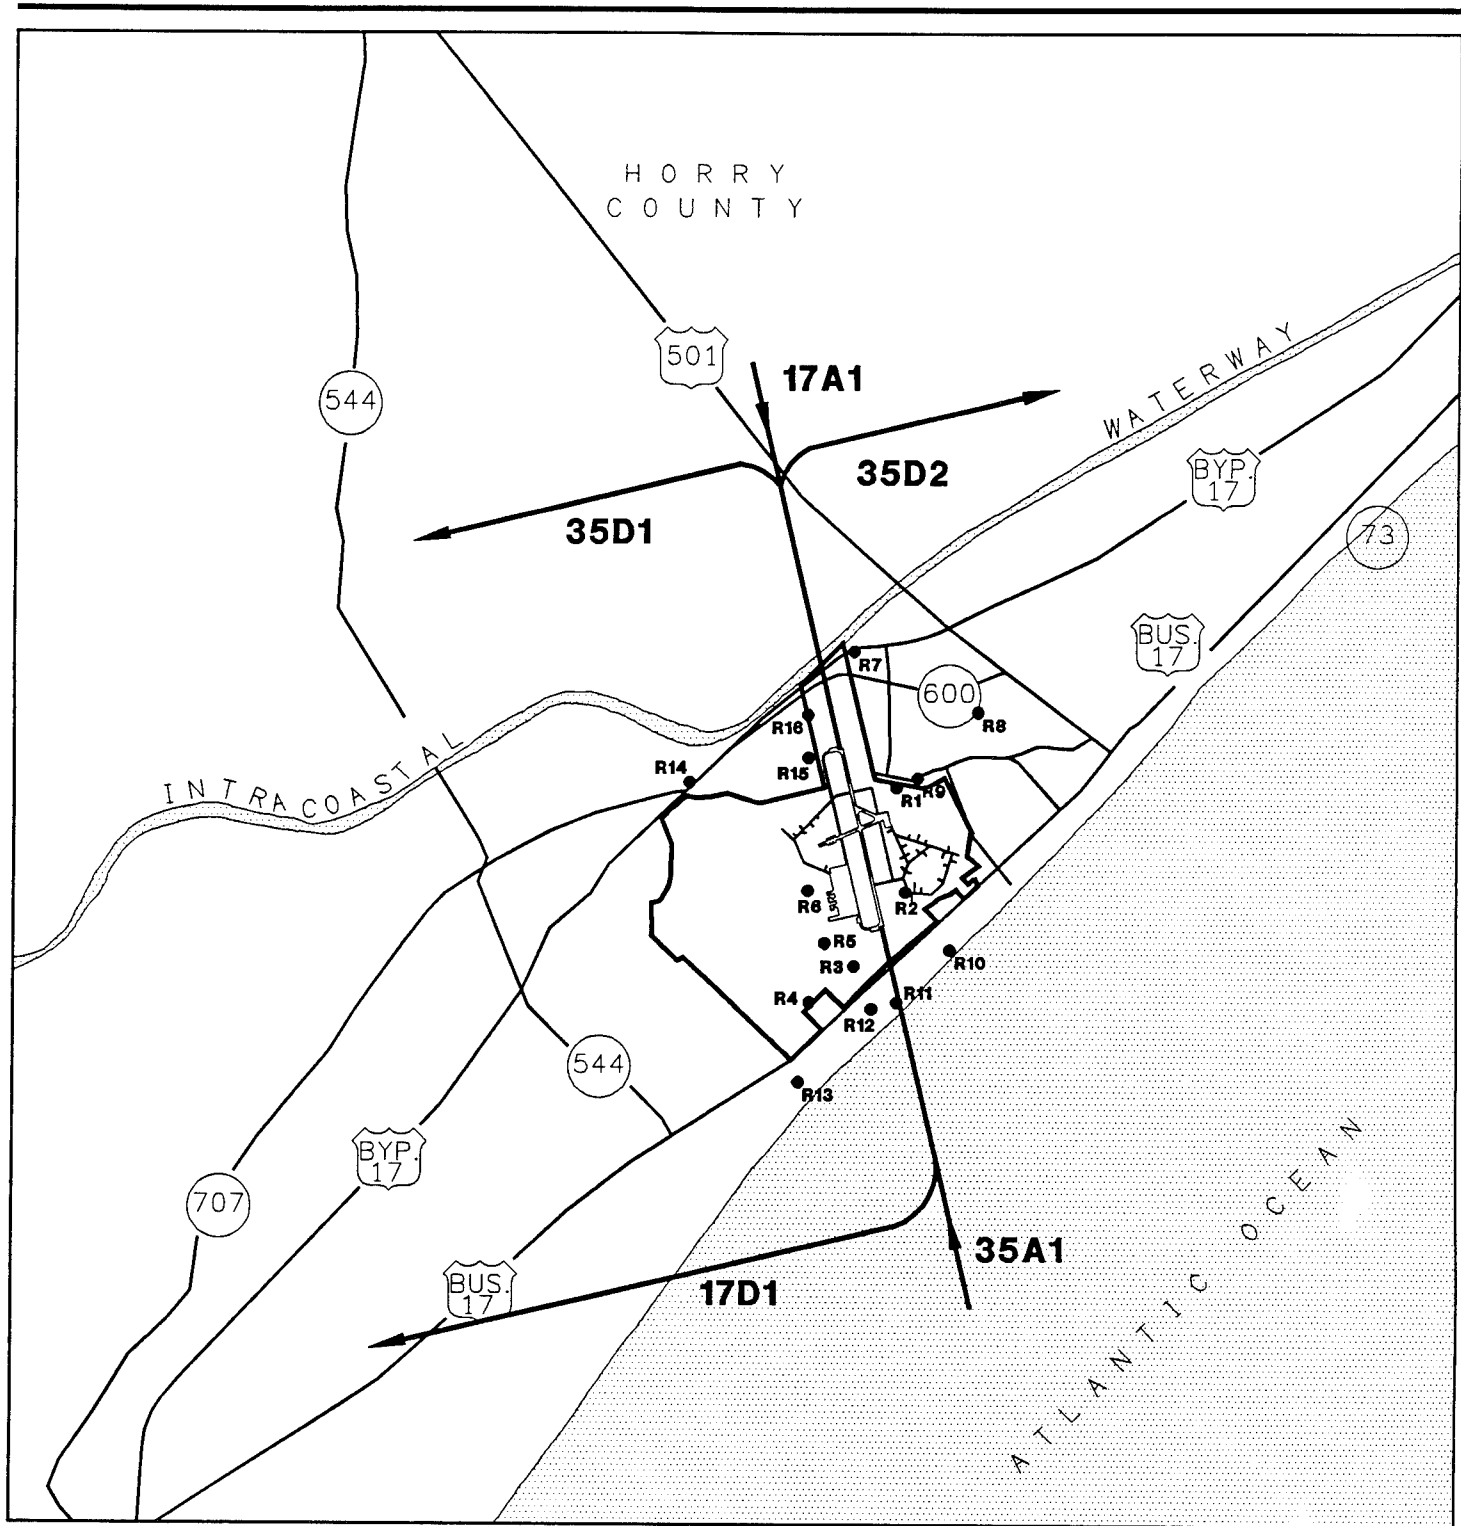 HORRY
COUNTY
501
17A1
544
WATERWAY
35D2
BYP.
17
35D1
73
BUS.
17
R7
600
R8
R16
INTRACOASTAL
R14
R15
R9
R1
R6
R2
R5
R3
R10
R4
R11
R12
544
R13
BYP.
17
707
ATLANTIC OCEAN
35A1
BUS.
17
17D1